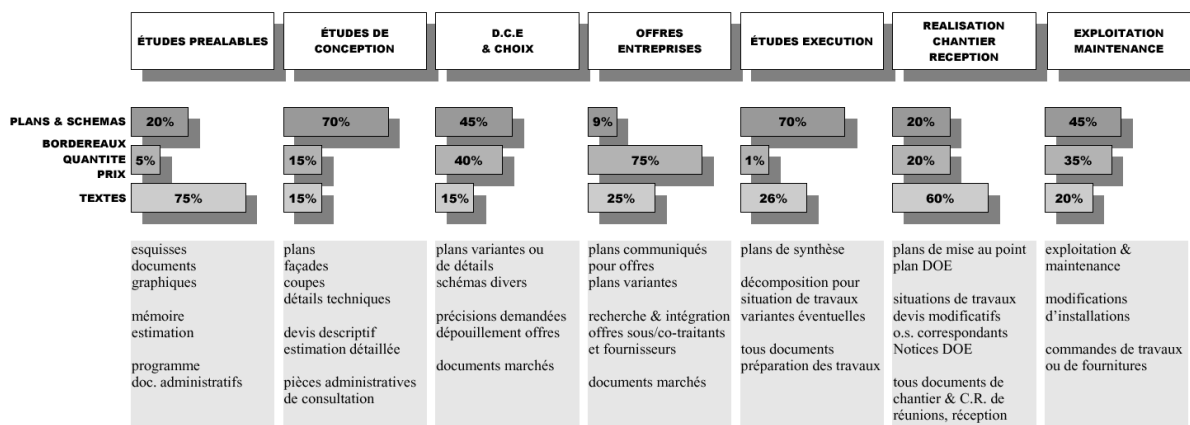 ÉTUDES PREALABLES
ÉTUDES DE
CONCEPTION
D.C.E
& CHOIX
OFFRES
ENTREPRISES
ÉTUDES EXECUTION
REALISATION
CHANTIER
RECEPTION
EXPLOITATION
MAINTENANCE
PLANS & SCHEMAS
20%
70%
45%
9%
70%
20%
45%
BORDEREAUX
QUANTITE
PRIX
5%
15%
40%
75%
1%
20%
35%
TEXTES
75%
15%
15%
25%
26%
60%
20%
esquisses
documents
graphiques
mémoire
estimation
programme
doc. administratifs
plans
façades
coupes
détails techniques
devis descriptif
estimation détaillée
pièces administratives
de consultation
plans variantes ou
de détails
schémas divers
précisions demandées
dépouillement offres
documents marchés
plans communiqués
pour offres
plans variantes
recherche & intégration
offres sous/co-traitants
et fournisseurs
documents marchés
plans de synthèse
décomposition pour
situation de travaux
variantes éventuelles
tous documents
préparation des travaux
plans de mise au point
plan DOE
situations de travaux
devis modificatifs
o.s. correspondants
Notices DOE
tous documents de
chantier & C.R. de
réunions, réception
exploitation &
maintenance
modifications
d'installations
commandes de travaux
ou de fournitures